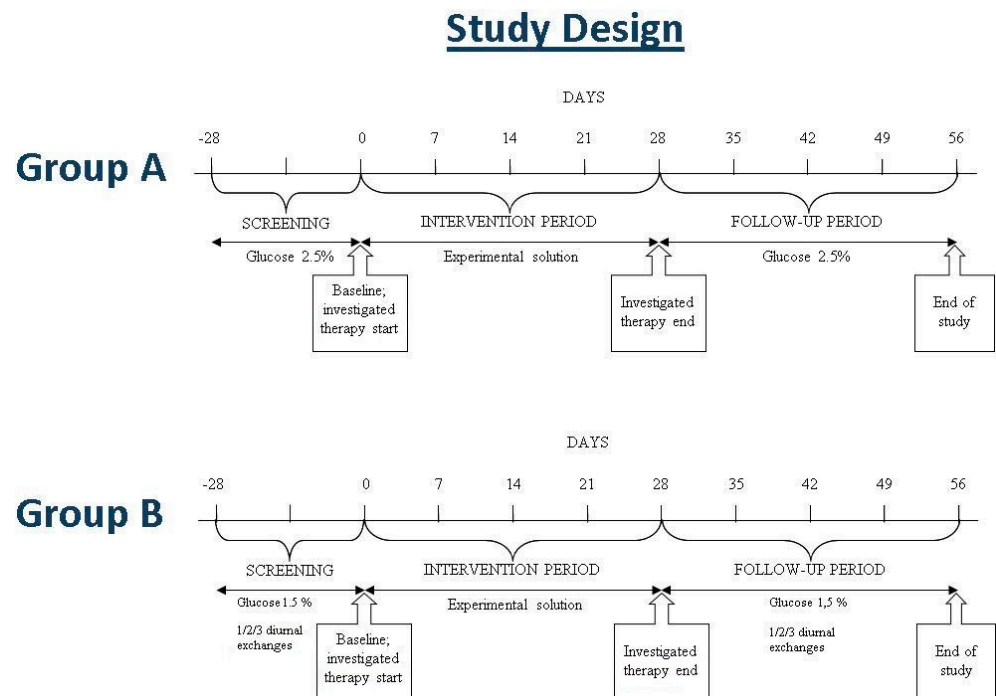 Study Design
DAYS
-28 0 7 14 21 28 35 42 49 56
Group A
SCREENING INTERVENTION PERIOD FOLLOW-UP PERIOD
Glucose 2.5% Experimental solution Glucose 2.5%
Baseline;
investigated
therapy start
Investigated
therapy end
End of
study
DAYS
-28 0 7 14 21 28 35 42 49 56
Group B
SCREENING INTERVENTION PERIOD FOLLOW-UP PERIOD
Glucose 1.5 % Experimental solution Glucose 1,5 %
1/2/3 diurnal
exchanges
Baseline;
investigated
therapy start
Investigated
therapy end
1/2/3 diurnal
exchanges
End of
study